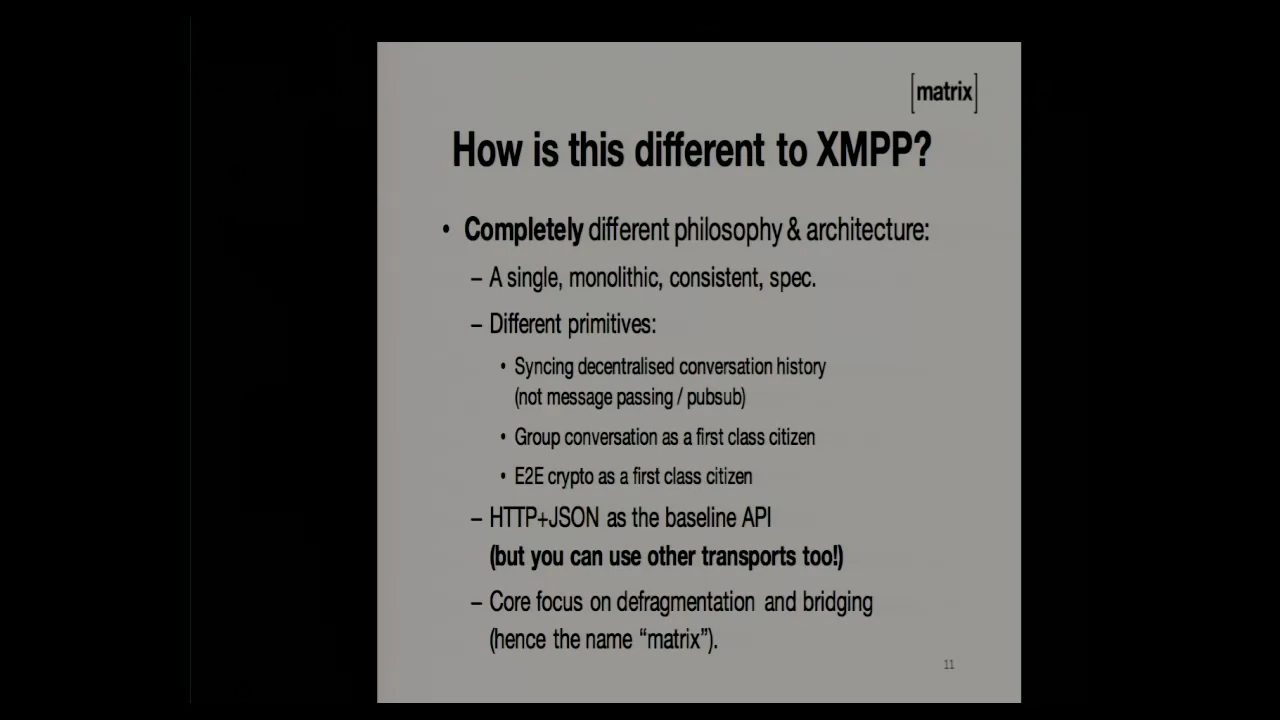 [matrix]
How is this different to XMPP?
• Completely different philosophy & architecture:
– A single, monolithic, consistent, spec.
– Different primitives:
• Syncing decentralised conversation history
(not message passing / pubsub)
• Group conversation as a first class citizen
• E2E crypto as a first class citizen
– HTTP+JSON as the baseline API
(but you can use other transports too!)
– Core focus on defragmentation and bridging
(hence the name “matrix”).
11